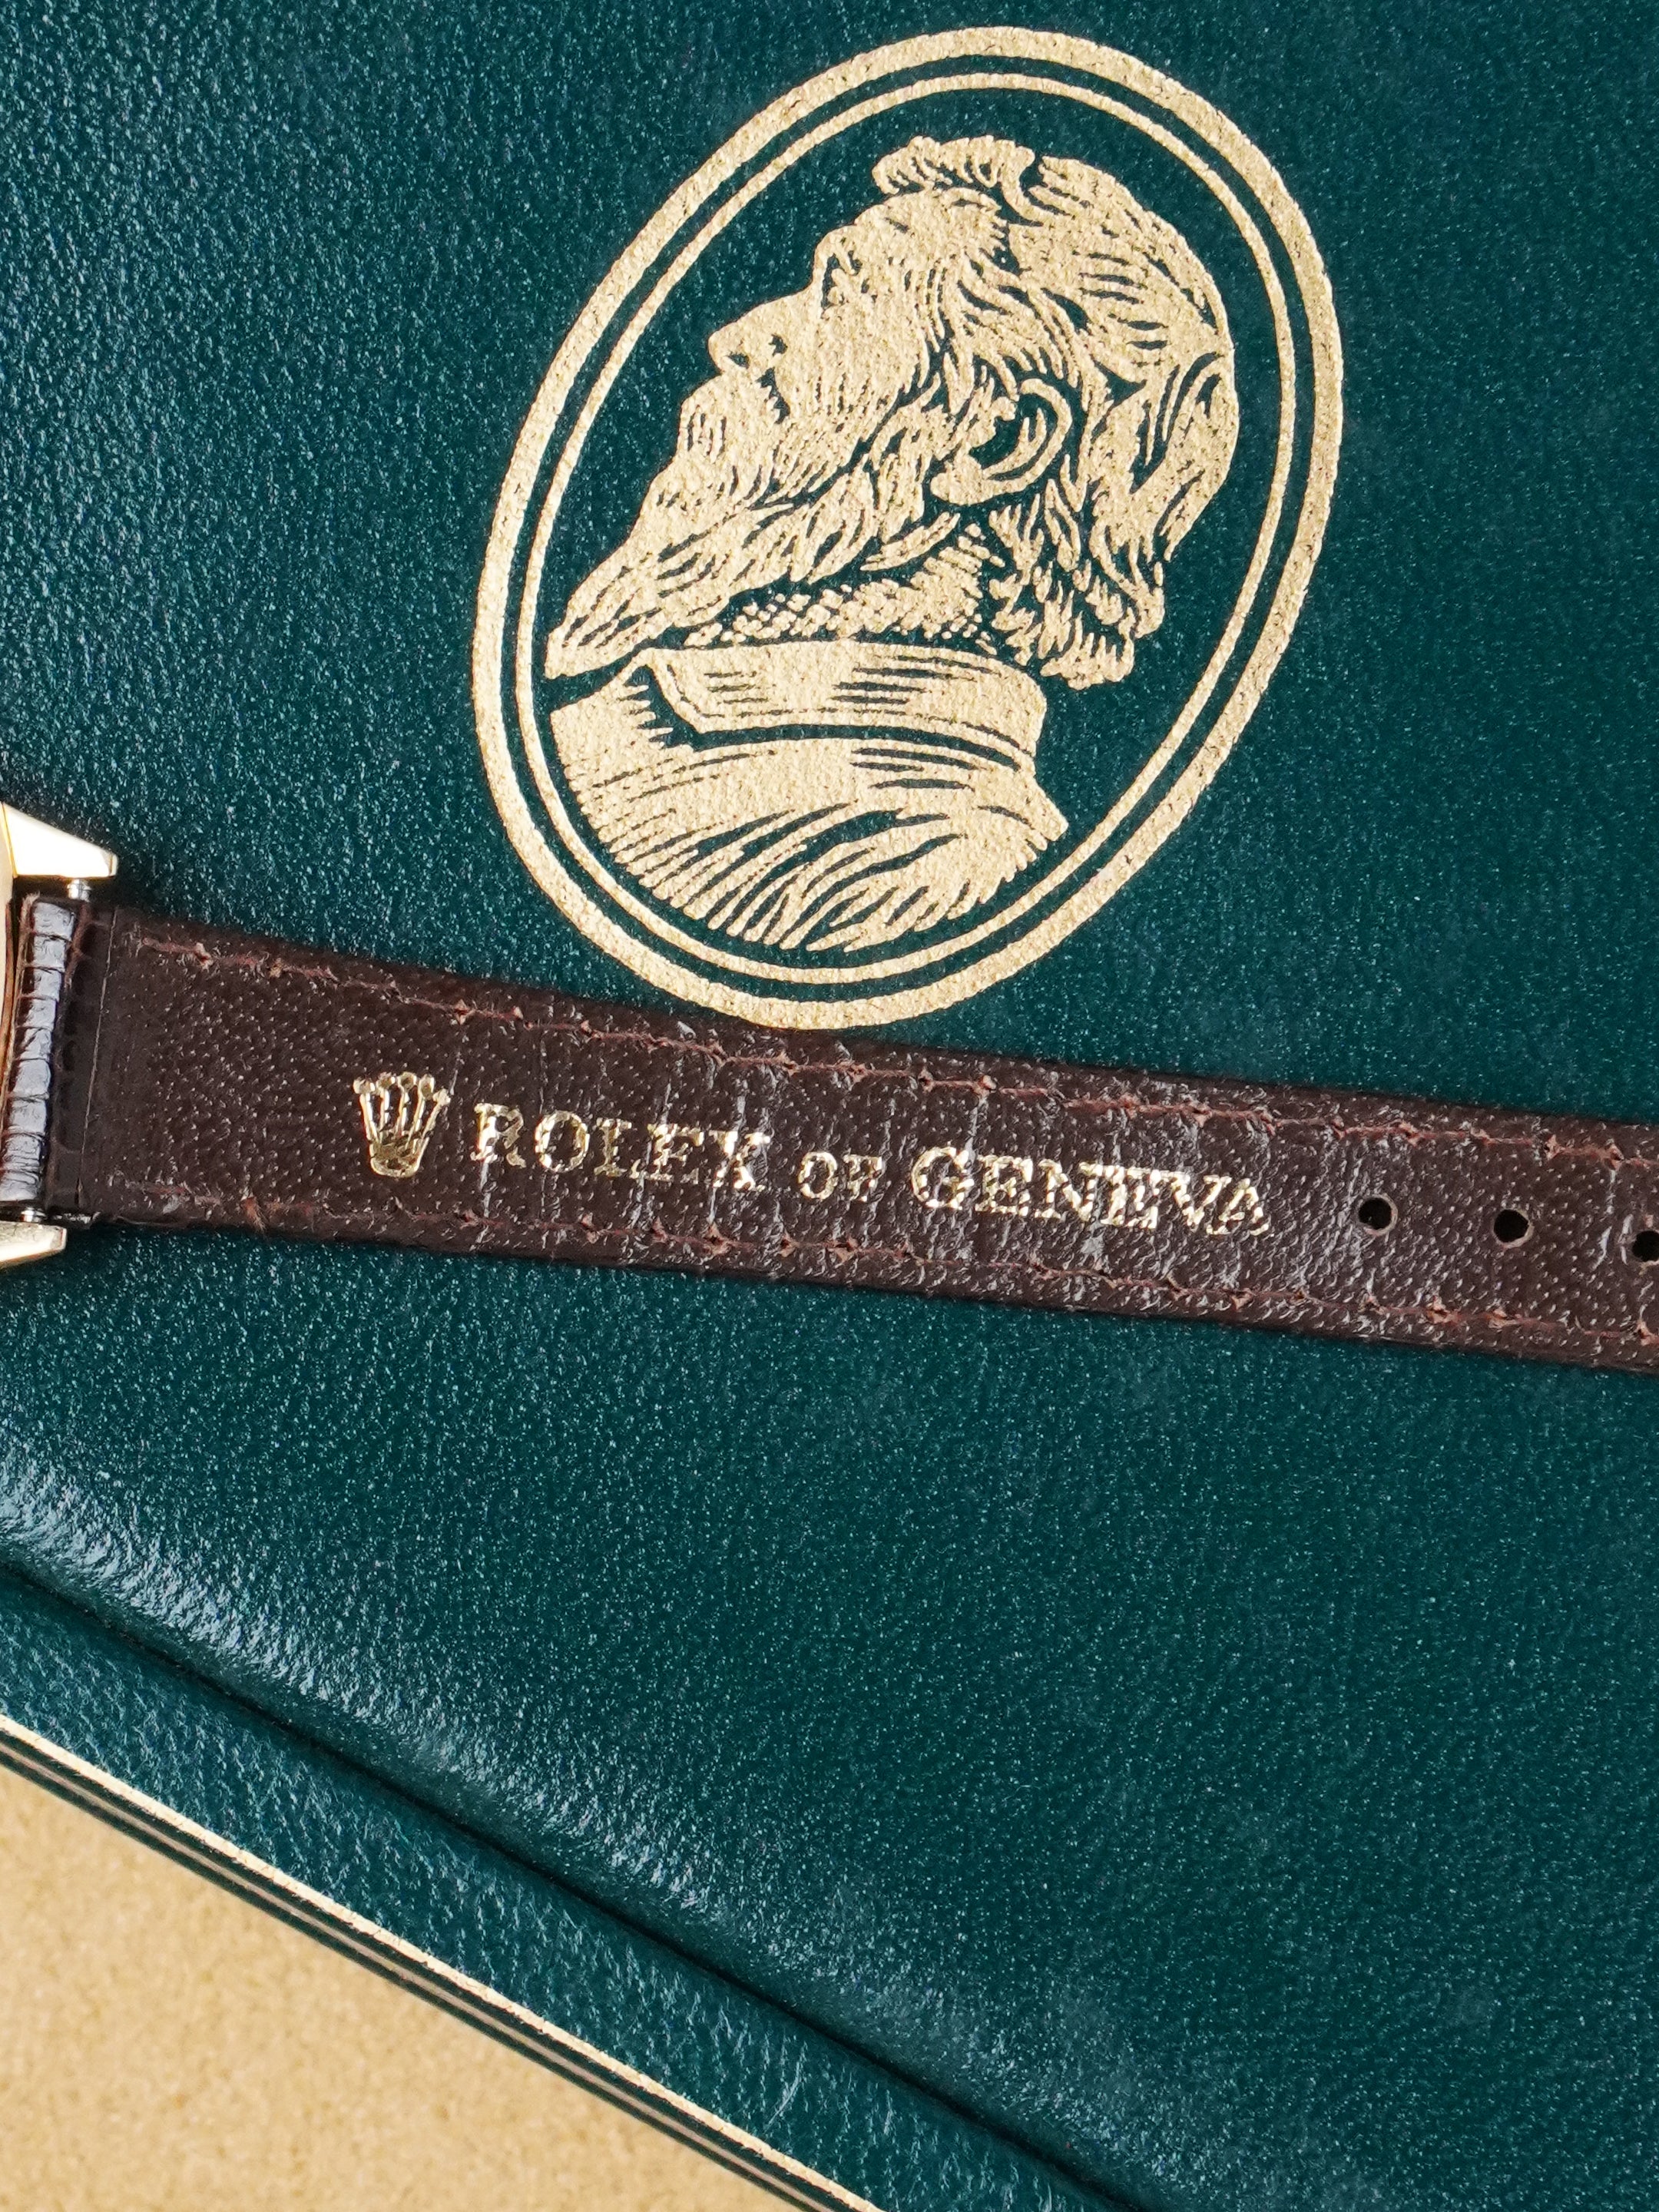 ROLEX OF GENEVA